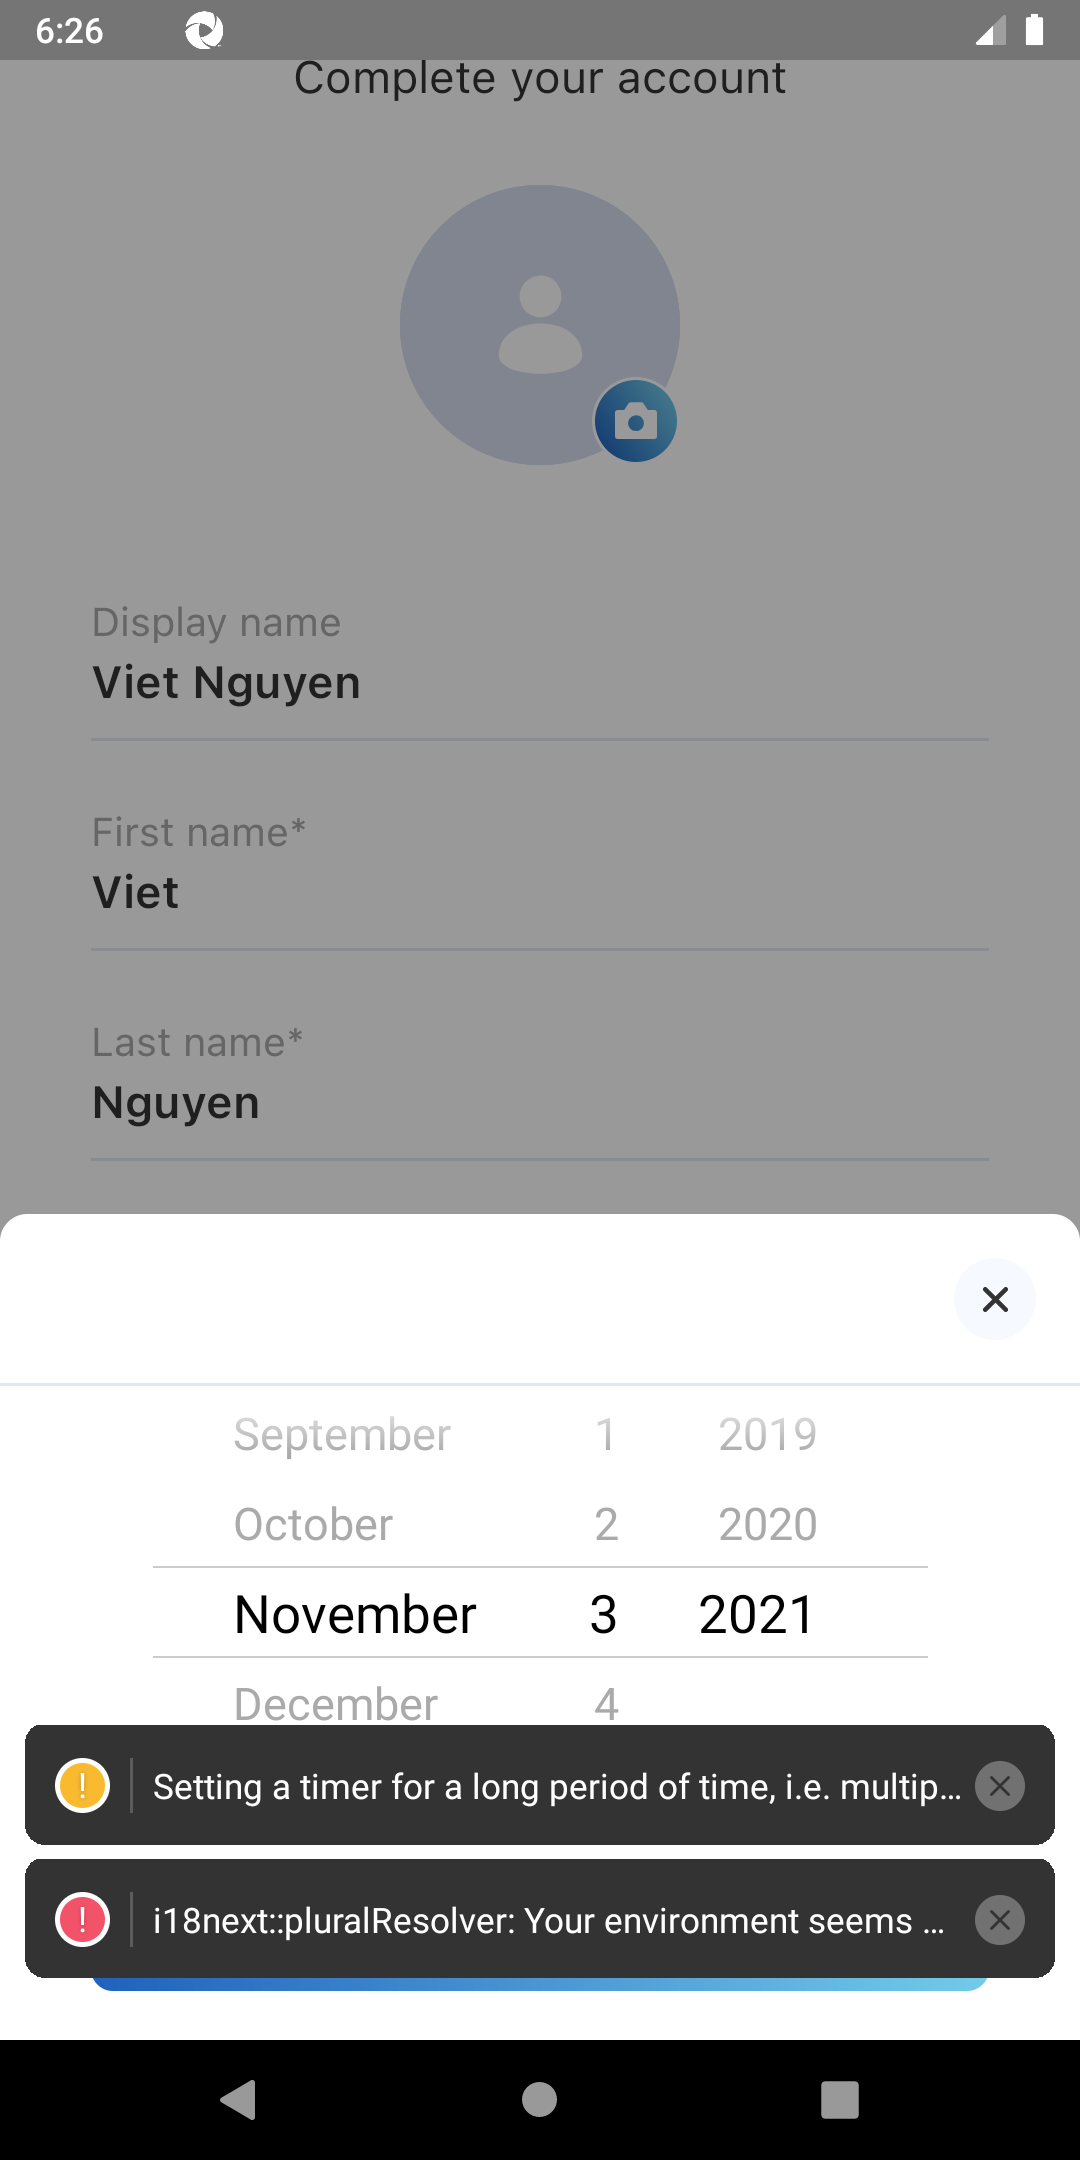 6:26
Complete your account
Display name
Viet Nguyen
First name*
Viet
Last name*
Nguyen
September 1 2019
October 2 2020
November 3 2021
December 4
Setting a timer for a long period of time, i.e. multip...
i18next::pluralResolver: Your environment seems ...